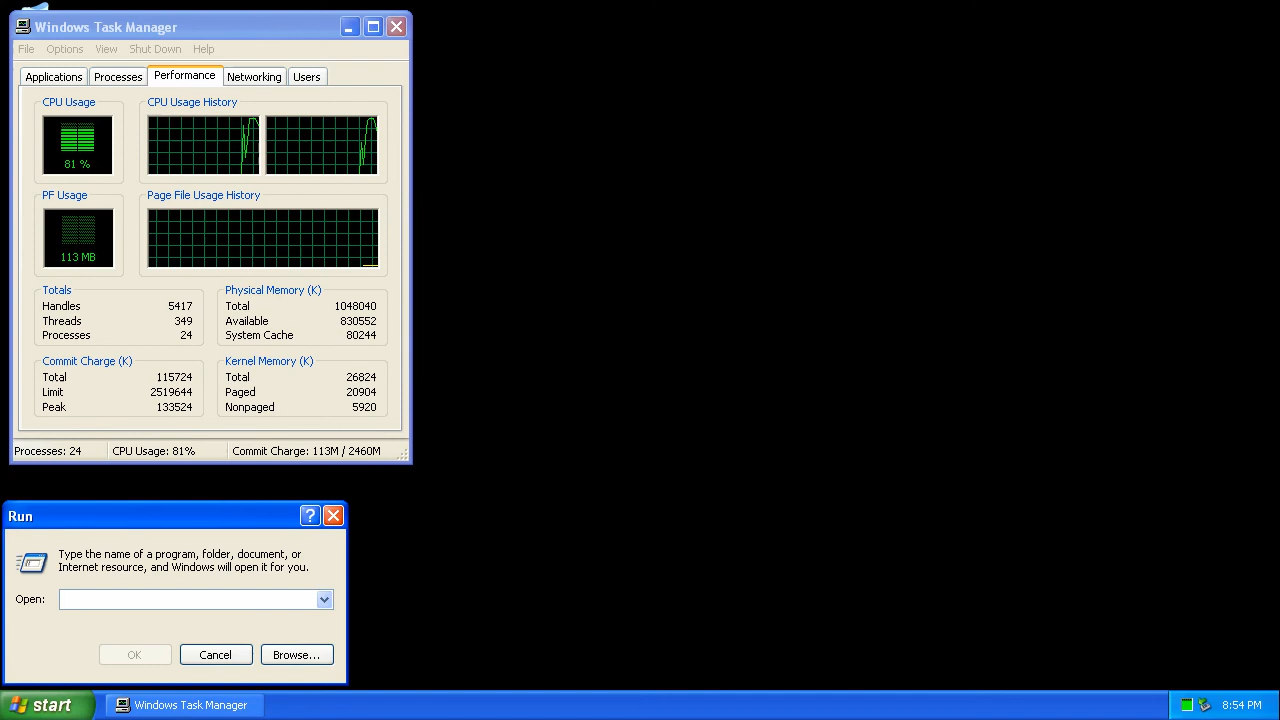 Windows Task Manager
File Options View Shut Down Help
Applications Processes Performance Networking Users
CPU Usage CPU Usage History
81 %
PF Usage Page File Usage History
113 MB
Totals
Handles 5417
Threads 349
Processes 24
Physical Memory (K)
Total 1048040
Available 830552
System Cache 80244
Commit Charge (K)
Total 115724
Limit 2519644
Peak 133524
Kernel Memory (K)
Total 26824
Paged 20904
Nonpaged 5920
Processes: 24 CPU Usage: 81% Commit Charge: 113M / 2460M
Run
Type the name of a program, folder, document, or
Internet resource, and Windows will open it for you.
Open:
OK Cancel Browse...
start Windows Task Manager 8:54 PM